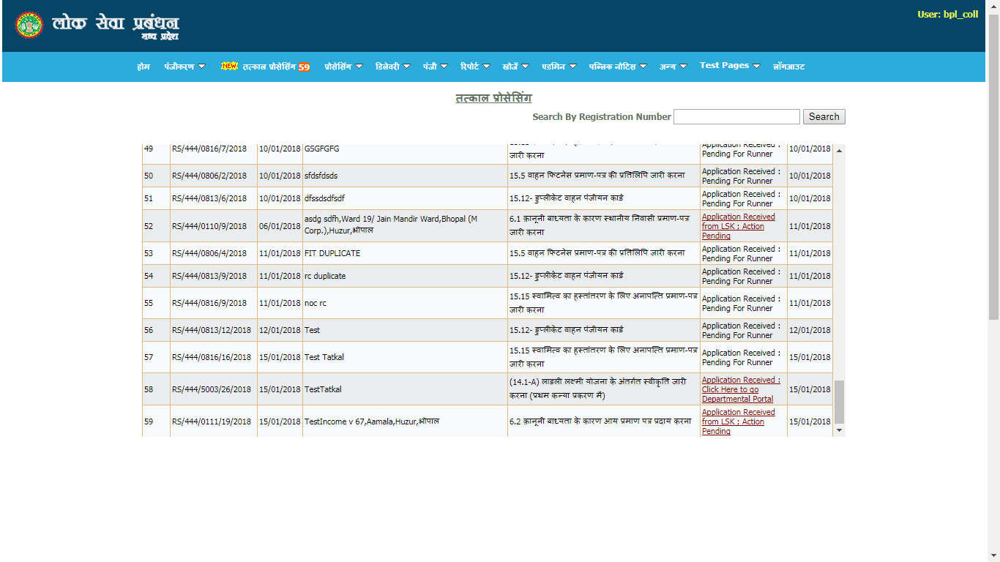 लोक सेवा प्रबंधन
मध्य प्रदेश
User: bpl_coll
होम पंजीकरण NEW तत्काल प्रोसेसिंग 59 प्रोसेसिंग डिलेवरी पंजी रिपोर्ट खोजें एडमिन पब्लिक नोटिस अन्य Test Pages लॉगआउट
तत्काल प्रोसेसिंग
Search By Registration Number Search
Application Received :
49 RS/444/0816/7/2018 10/01/2018 GSGFGFG जारी करना Pending For Runner 10/01/2018
50 RS/444/0806/2/2018 10/01/2018 sfdsfdsds 15.5 वाहन फिटनेस प्रमाण-पत्र की प्रतिलिपि जारी करना Application Received : 10/01/2018
Pending For Runner
51 RS/444/0813/6/2018 10/01/2018 dfssdsdfsdf 15.12- डुप्लीकेट वाहन पंजीयन कार्ड Application Received : 10/01/2018
Pending For Runner
52 RS/444/0110/9/2018 06/01/2018 asdg sdfh,Ward 19/ Jain Mandir Ward,Bhopal (M 6.1 क़ानूनी बाध्यता के कारण स्थानीय निवासी प्रमाण-पत्र Application Received 11/01/2018
Corp.),Huzur,भोपाल जारी करना from LSK ; Action
Pending
53 RS/444/0806/4/2018 11/01/2018 FIT DUPLICATE 15.5 वाहन फिटनेस प्रमाण-पत्र की प्रतिलिपि जारी करना Application Received : 11/01/2018
Pending For Runner
54 RS/444/0813/9/2018 11/01/2018 rc duplicate 15.12- डुप्लीकेट वाहन पंजीयन कार्ड Application Received : 11/01/2018
Pending For Runner
55 RS/444/0816/9/2018 11/01/2018 noc rc 15.15 स्वामित्व का हस्तांतरण के लिए अनापत्ति प्रमाण-पत्र Application Received : 11/01/2018
जारी करना Pending For Runner
56 RS/444/0813/12/2018 12/01/2018 Test 15.12- डुप्लीकेट वाहन पंजीयन कार्ड Application Received : 12/01/2018
Pending For Runner
57 RS/444/0816/16/2018 15/01/2018 Test Tatkal 15.15 स्वामित्व का हस्तांतरण के लिए अनापत्ति प्रमाण-पत्र Application Received : 15/01/2018
जारी करना Pending For Runner
58 RS/444/5003/26/2018 15/01/2018 TestTatkal (14.1-A) लाडली लक्ष्मी योजना के अंतर्गत स्वीकृति जारी Application Received : 15/01/2018
करना (प्रथम कन्या प्रकरण में) Click Here to go
Departmental Portal
59 RS/444/0111/19/2018 15/01/2018 TestIncome v 67,Aamala,Huzur,भोपाल 6.2 क़ानूनी बाध्यता के कारण आय प्रमाण पत्र प्रदाय करना Application Received 15/01/2018
from LSK ; Action
Pending